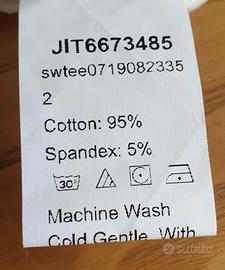 JIT6673485
swtee0719082335
2
Cotton: 95%
Spandex: 5%
30°
Machine Wash
Cold Gentle, With
subito